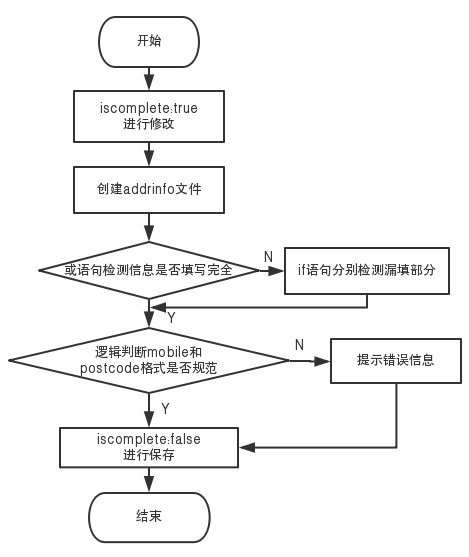 开始
iscomplete:true
进行修改
创建addrinfo文件
或语句检测信息是否填写完全
N
if语句分别检测漏填部分
Y
逻辑判断mobile和
postcode格式是否规范
N
提示错误信息
Y
iscomplete:false
进行保存
结束